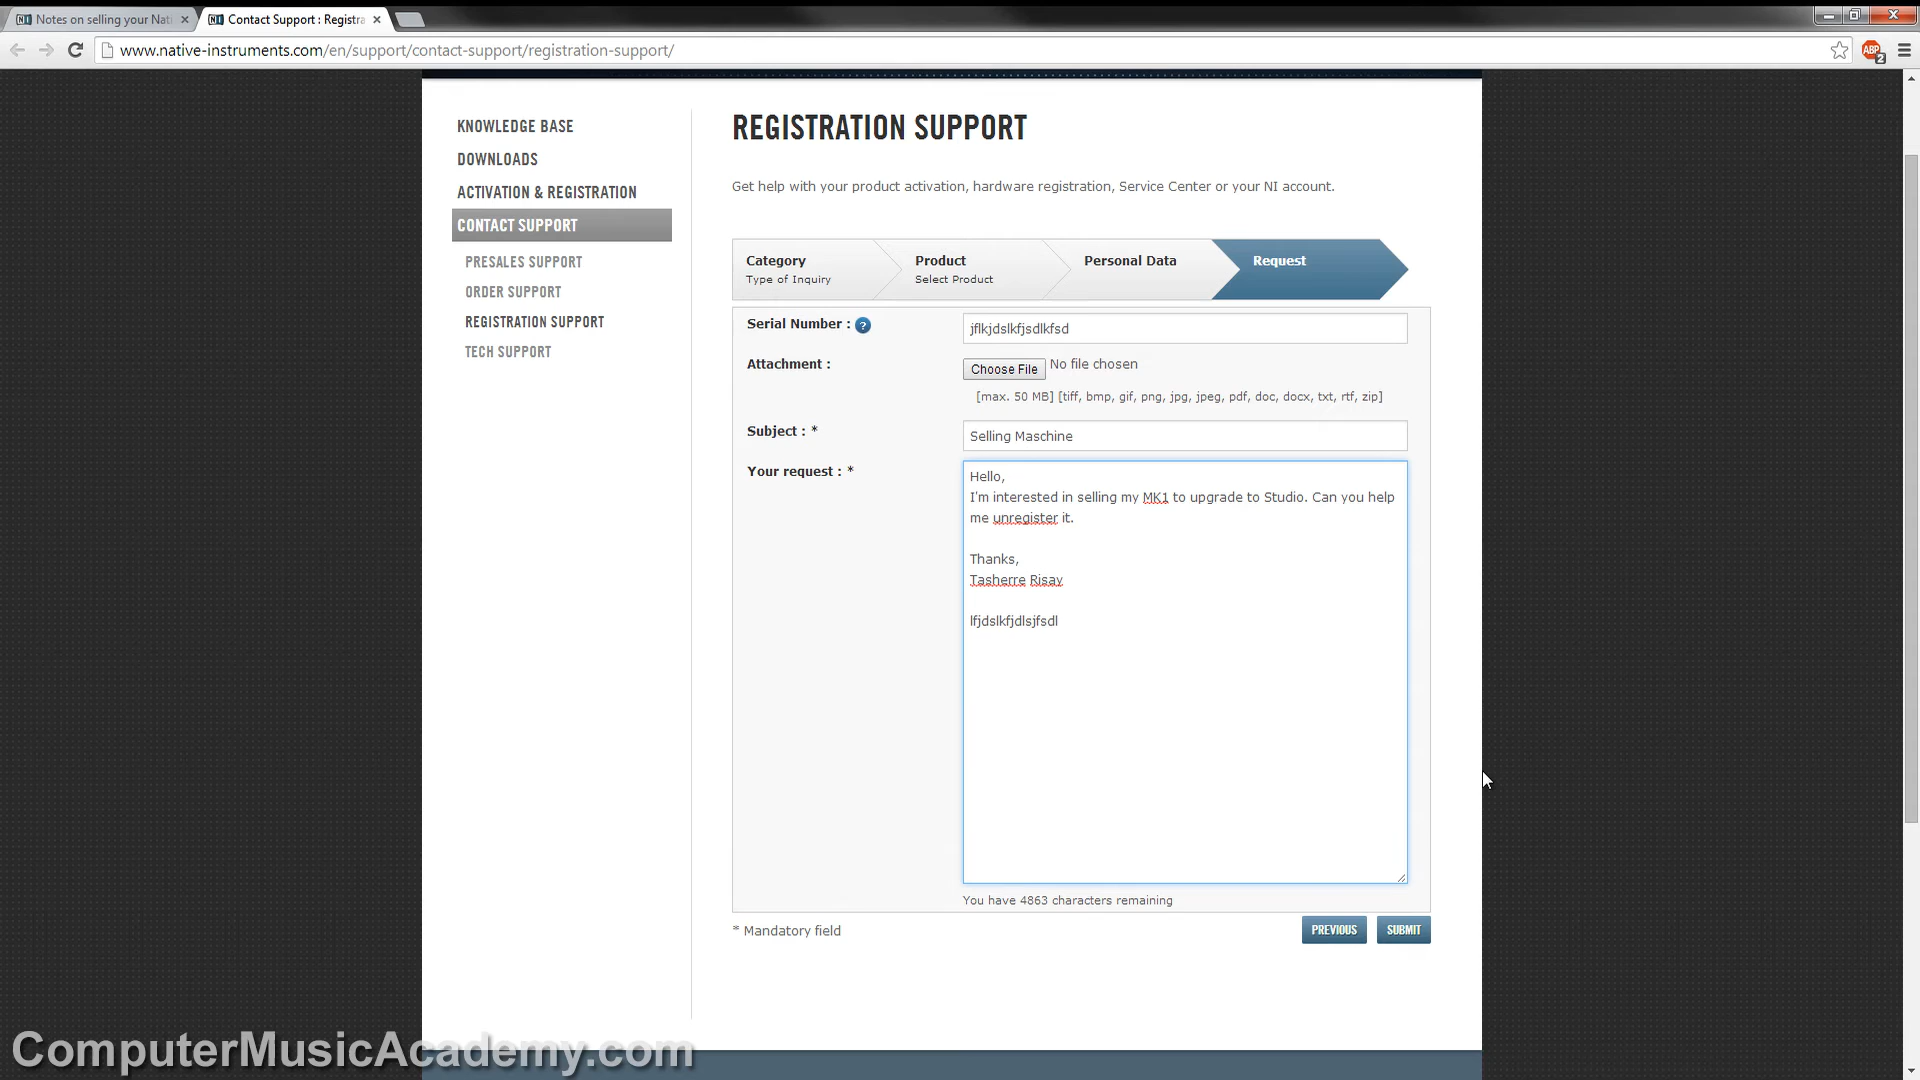 Notes on selling your Nati
Contact Support : Registra
www.native-instruments.com/en/support/contact-support/registration-support/
ABP
2
KNOWLEDGE BASE
DOWNLOADS
ACTIVATION & REGISTRATION
CONTACT SUPPORT
PRESALES SUPPORT
ORDER SUPPORT
REGISTRATION SUPPORT
TECH SUPPORT
REGISTRATION SUPPORT
Get help with your product activation, hardware registration, Service Center or your NI account.
Category
Type of Inquiry
Product
Select Product
Personal Data
Request
Serial Number : ?
jflkjdslkfjsdlkfsd
Attachment :
Choose File No file chosen
[max. 50 MB] [tiff, bmp, gif, png, jpg, jpeg, pdf, doc, docx, txt, rtf, zip]
Subject : *
Selling Maschine
Your request : *
Hello,
I'm interested in selling my MK1 to upgrade to Studio. Can you help
me unregister it.
Thanks,
Tasherre Risay
lfjdslkfjdlsjfsdl
You have 4863 characters remaining
* Mandatory field
PREVIOUS
SUBMIT
ComputerMusicAcademy.com